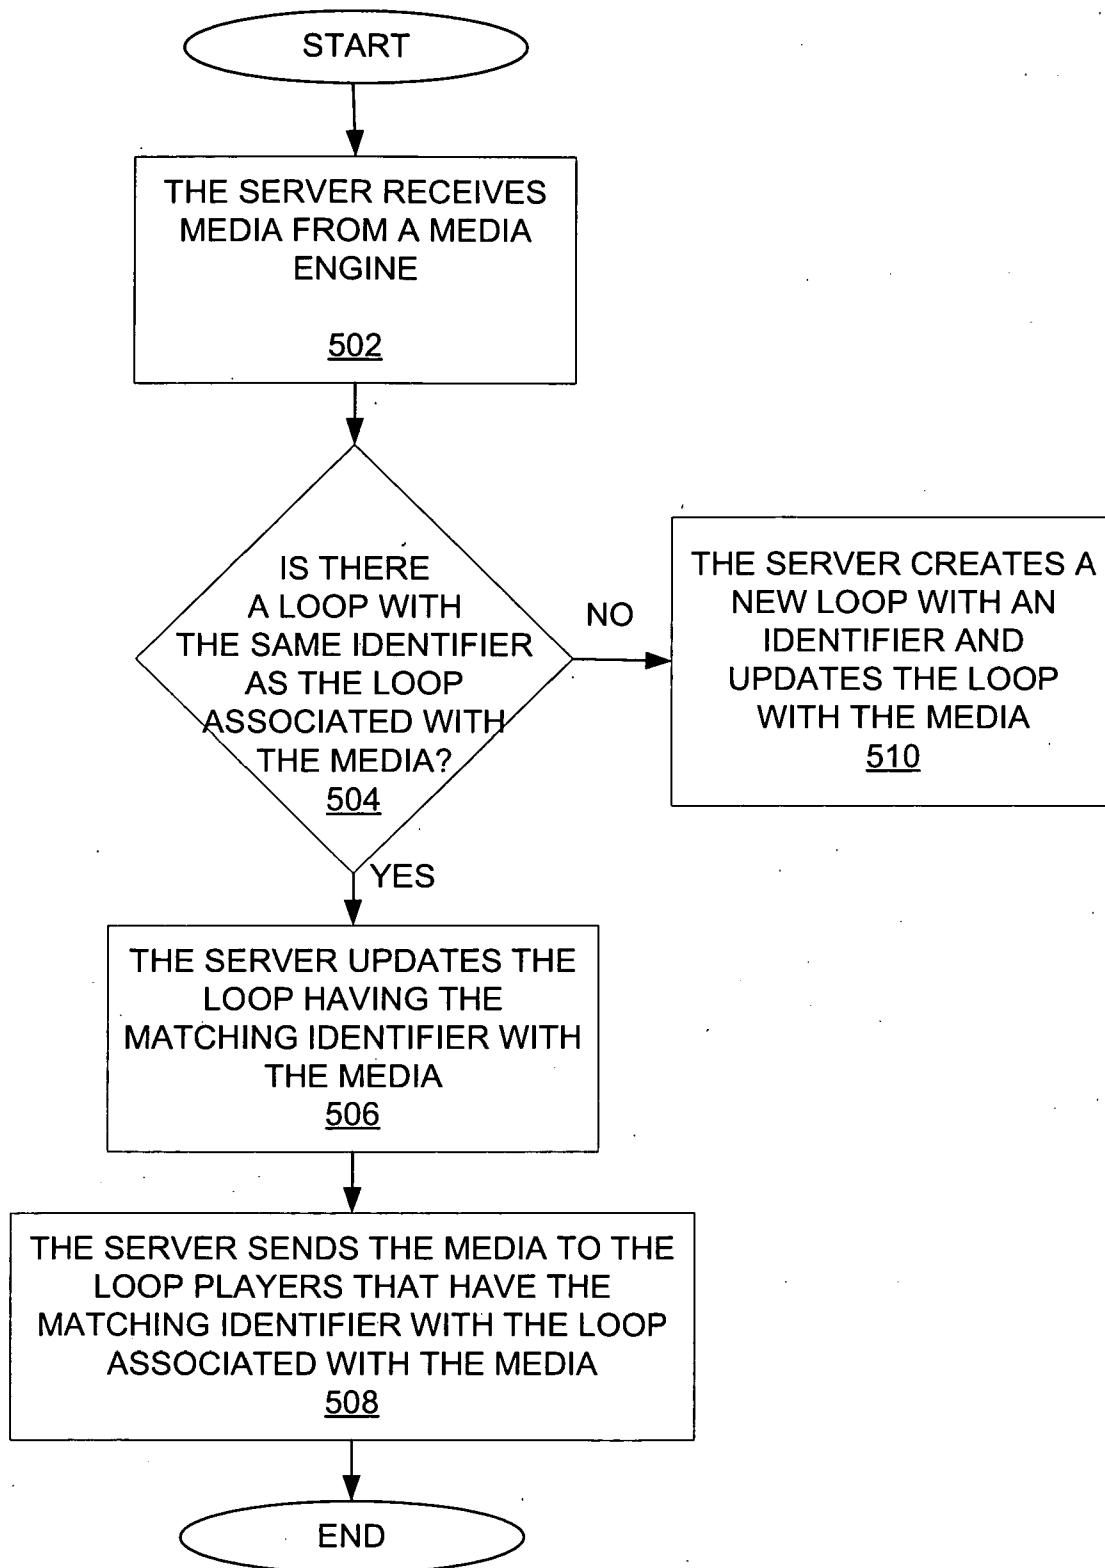 START
THE SERVER RECEIVES
MEDIA FROM A MEDIA
ENGINE
502
IS THERE
A LOOP WITH
THE SAME IDENTIFIER
AS THE LOOP
ASSOCIATED WITH
THE MEDIA?
504
NO
THE SERVER CREATES A
NEW LOOP WITH AN
IDENTIFIER AND
UPDATES THE LOOP
WITH THE MEDIA
510
YES
THE SERVER UPDATES THE
LOOP HAVING THE
MATCHING IDENTIFIER WITH
THE MEDIA
506
THE SERVER SENDS THE MEDIA TO THE
LOOP PLAYERS THAT HAVE THE
MATCHING IDENTIFIER WITH THE LOOP
ASSOCIATED WITH THE MEDIA
508
END